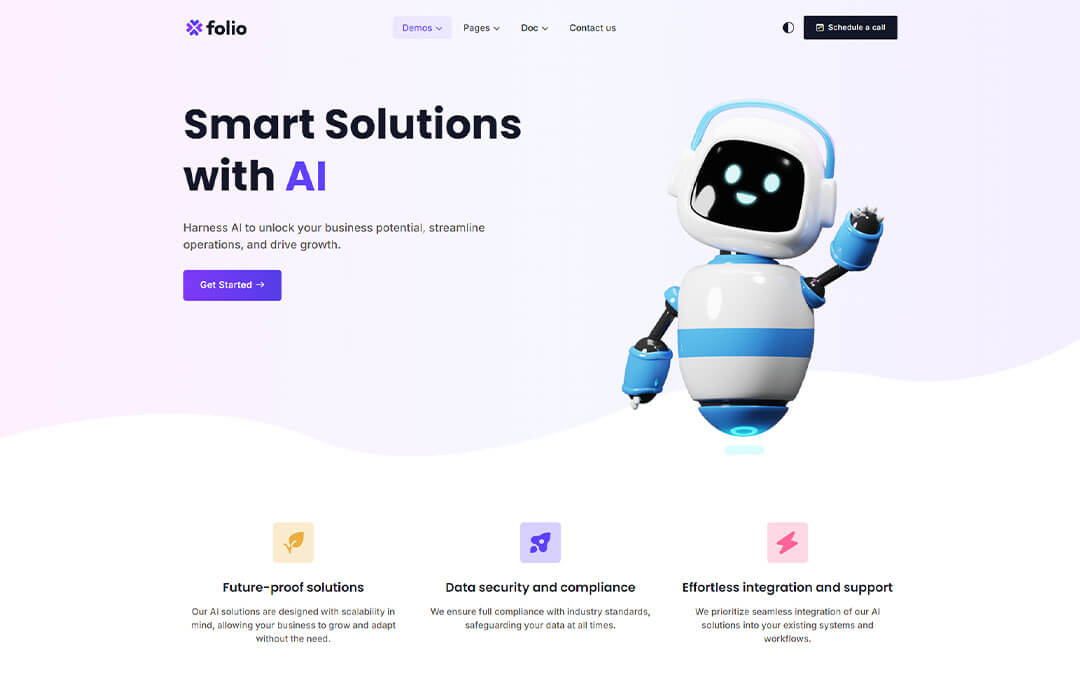 folio
Demos
Pages
Doc
Contact us
Schedule a call
Smart Solutions
with AI
Harness AI to unlock your business potential, streamline
operations, and drive growth.
Get Started →
Future-proof solutions
Our AI solutions are designed with scalability in
mind, allowing your business to grow and adapt
without the need.
Data security and compliance
We ensure full compliance with industry standards,
safeguarding your data at all times.
Effortless integration and support
We prioritize seamless integration of our AI
solutions into your existing systems and
workflows.